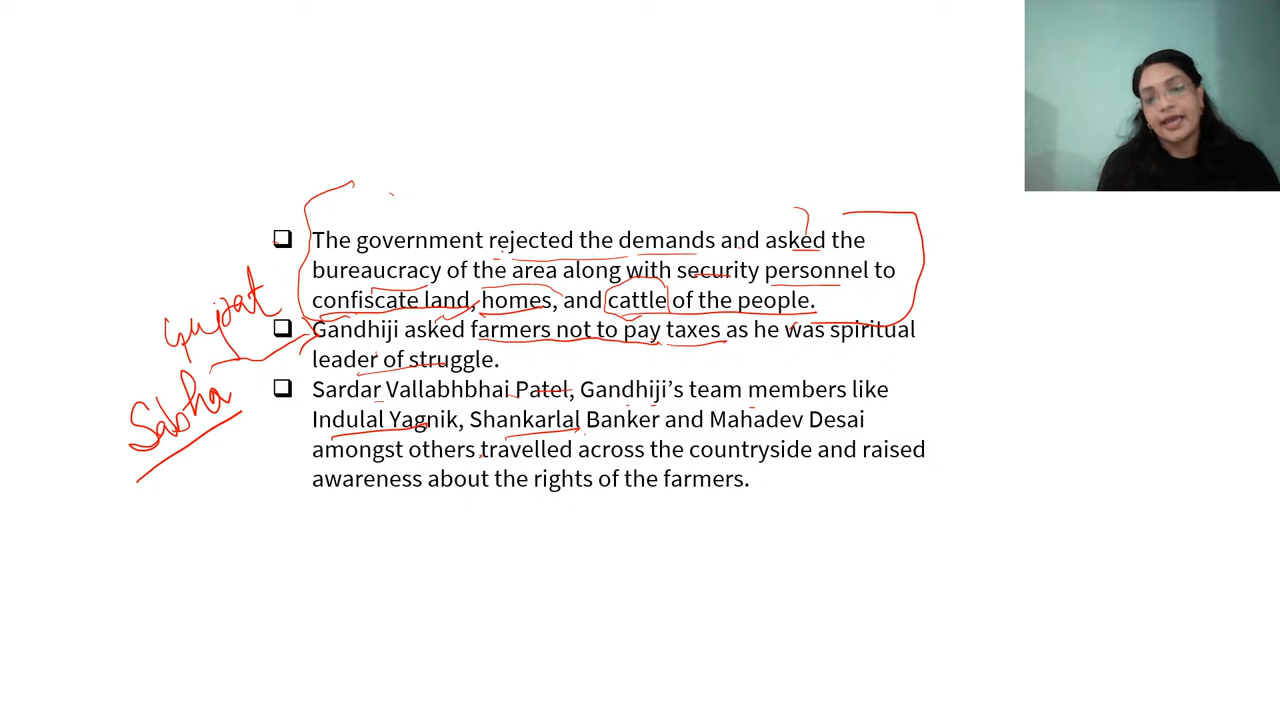 ❑ The government rejected the demands and asked the
bureaucracy of the area along with security personnel to
confiscate land, homes, and cattle of the people.
❑ Gandhiji asked farmers not to pay taxes as he was spiritual
leader of struggle.
❑ Sardar Vallabhbhai Patel, Gandhiji’s team members like
Indulal Yagnik, Shankarlal Banker and Mahadev Desai
amongst others travelled across the countryside and raised
awareness about the rights of the farmers.
Gujrat
Sabha